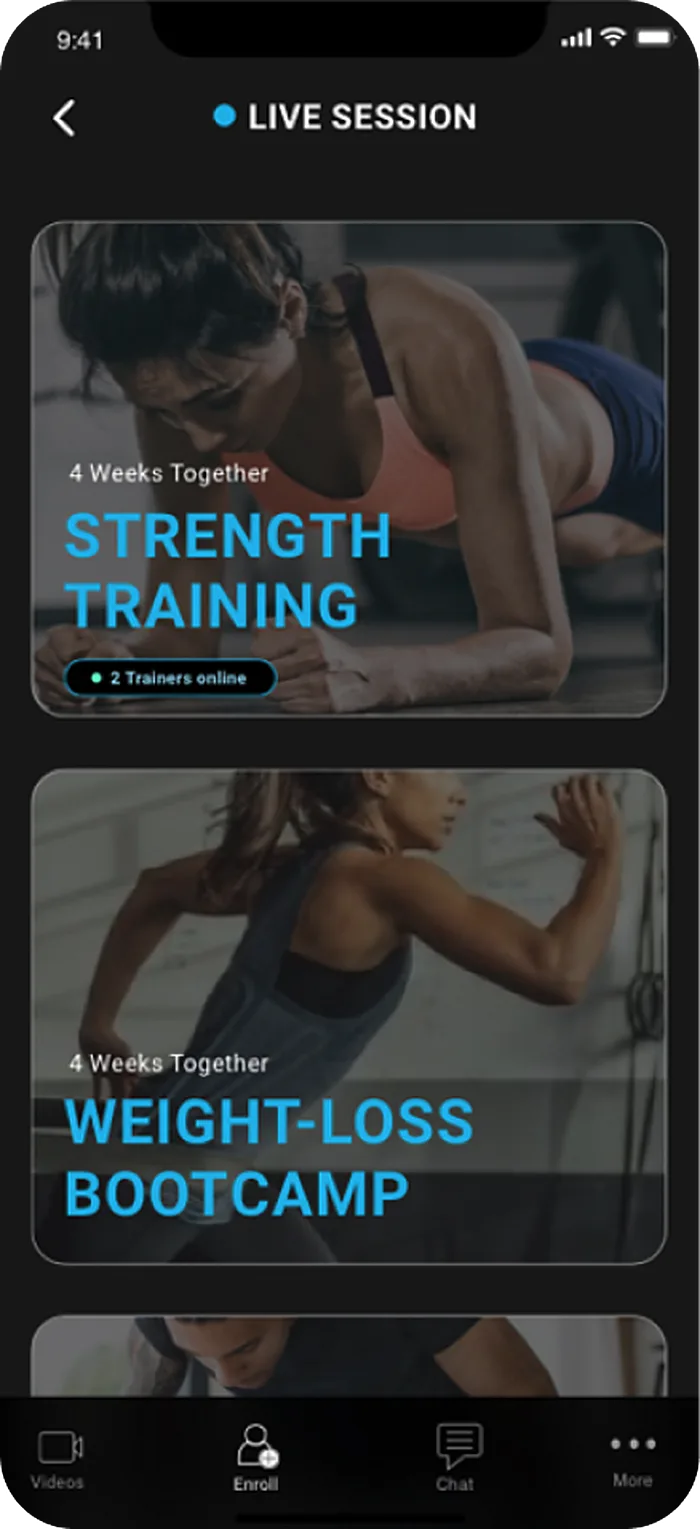 9:41
LIVE SESSION
4 Weeks Together
STRENGTH
TRAINING
2 Trainers online
4 Weeks Together
WEIGHT-LOSS
BOOTCAMP
Videos
Enroll
Chat
More